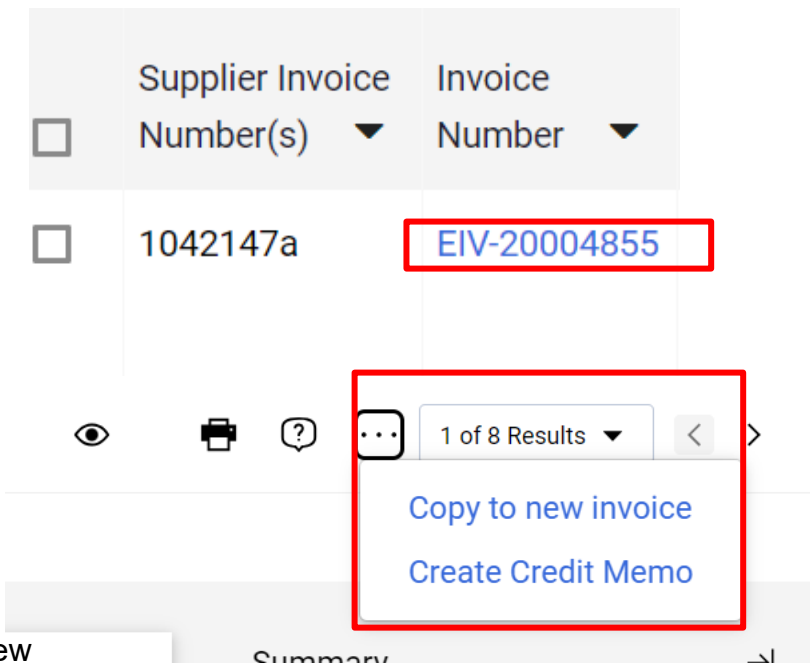 Supplier Invoice Number(s)
Invoice Number
1042147a
EIV-20004855
1 of 8 Results
Copy to new invoice
Create Credit Memo
ew
Summary